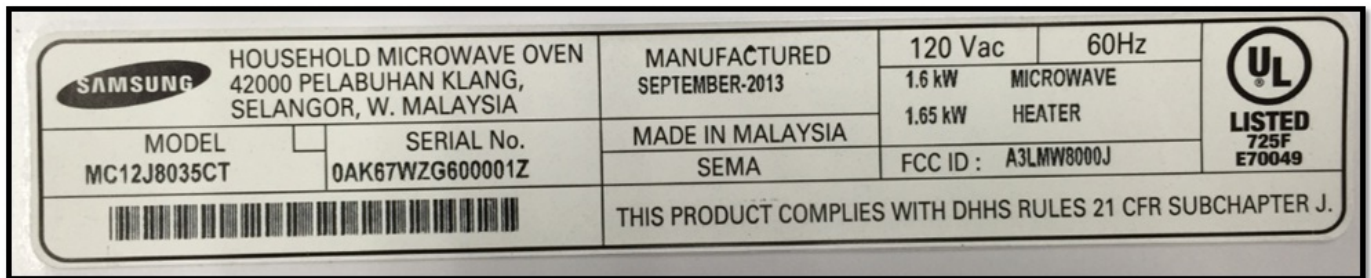 SAMSUNG
HOUSEHOLD MICROWAVE OVEN
42000 PELABUHAN KLANG,
SELANGOR, W. MALAYSIA
MODEL
MC12J8035CT
SERIAL No.
0AK67WZG600001Z
MANUFACTURED
SEPTEMBER-2013
MADE IN MALAYSIA
SEMA
120 Vac
60Hz
1.6 kW MICROWAVE
1.65 kW HEATER
FCC ID : A3LMW8000J
UL
®
LISTED
725F
E70049
THIS PRODUCT COMPLIES WITH DHHS RULES 21 CFR SUBCHAPTER J.